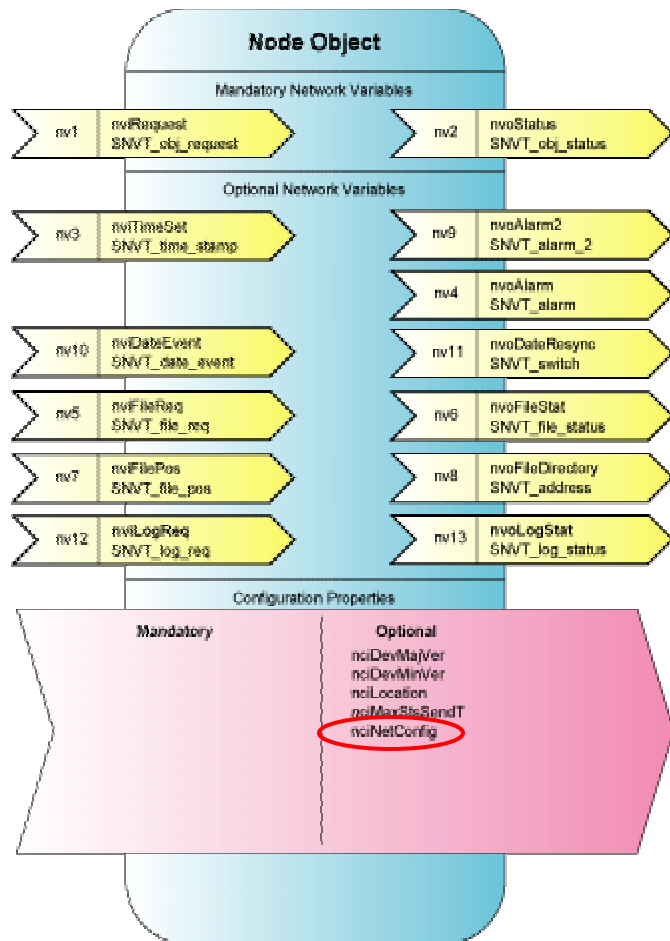 Node Object
Mandatory Network Variables
nv1
nviRequest
SNVT_obj_request
nv2
nvoStatus
SNVT_obj_status
Optional Network Variables
nv3
nviTimeSet
SNVT_time_stamp
nv9
nvoAlarm2
SNVT_alarm_2
nv4
nvoAlarm
SNVT_alarm
nv10
nviDateEvent
SNVT_date_event
nv11
nvoDateResync
SNVT_switch
nv5
nviFileReq
SNVT_file_req
nv6
nvoFileStat
SNVT_file_status
nv7
nviFilePos
SNVT_file_pos
nv8
nvoFileDirectory
SNVT_address
nv12
nviLogReq
SNVT_log_req
nv13
nvoLogStat
SNVT_log_status
Configuration Properties
Mandatory
Optional
nciDevMajVer
nciDevMinVer
nciLocation
nciMaxStsSendT
nciNetConfig